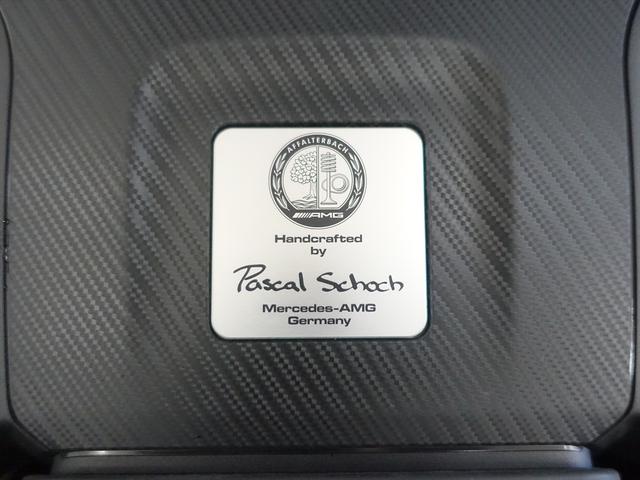 AFFALTERBACH
AMG
Handcrafted
by
Pascal Schoch
Mercedes-AMG
Germany